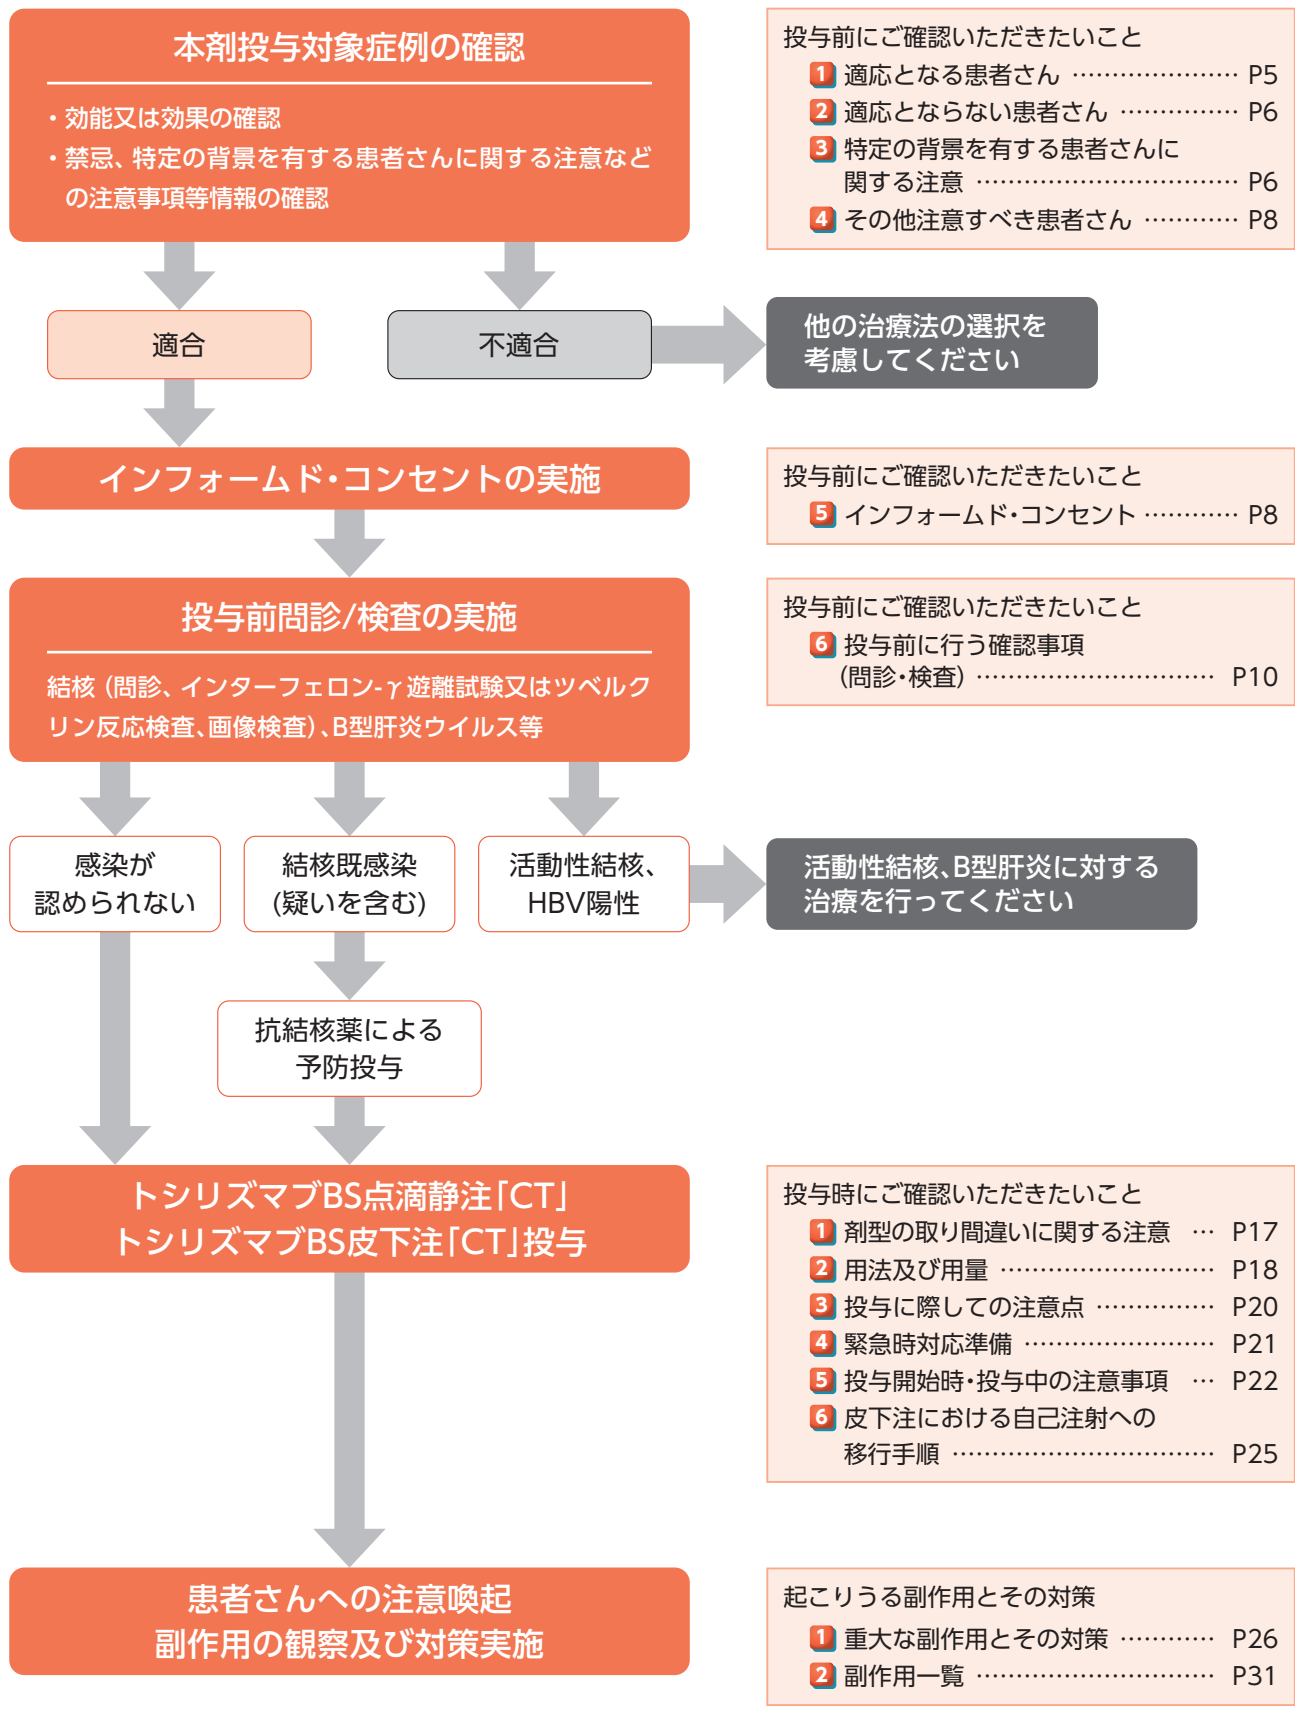 本剤投与対象症例の確認
・効能又は効果の確認
・禁忌、特定の背景を有する患者さんに関する注意など
の注意事項等情報の確認
投与前にご確認いただきたいこと
1 適応となる患者さん ………………… P5
2 適応とならない患者さん …………… P6
3 特定の背景を有する患者さんに
関する注意 …………………………… P6
4 その他注意すべき患者さん ………… P8
適合
不適合
他の治療法の選択を
考慮してください
インフォームド・コンセントの実施
投与前にご確認いただきたいこと
5 インフォームド・コンセント ………… P8
投与前問診/検査の実施
結核（問診、インターフェロン-γ遊離試験又はツベルク
リン反応検査、画像検査）、B型肝炎ウイルス等
投与前にご確認いただきたいこと
6 投与前に行う確認事項
(問診・検査) ………………………… P10
感染が
認められない
結核既感染
(疑いを含む)
活動性結核、
HBV陽性
活動性結核、B型肝炎に対する
治療を行ってください
抗結核薬による
予防投与
トシリズマブBS点滴静注「CT」
トシリズマブBS皮下注「CT」投与
投与時にご確認いただきたいこと
1 剤型の取り間違いに関する注意 … P17
2 用法及び用量 ……………………… P18
3 投与に際しての注意点 …………… P20
4 緊急時対応準備 …………………… P21
5 投与開始時・投与中の注意事項 … P22
6 皮下注における自己注射への
移行手順 …………………………… P25
患者さんへの注意喚起
副作用の観察及び対策実施
起こりうる副作用とその対策
1 重大な副作用とその対策 ………… P26
2 副作用一覧 ………………………… P31